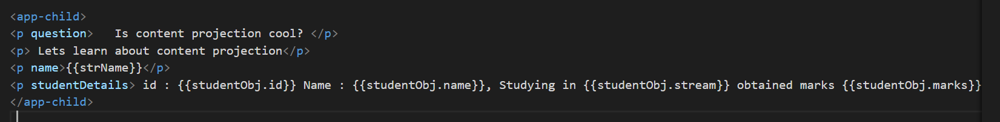 <app-child>
<p question>   Is content projection cool? </p>
<p> Lets learn about content projection</p>
<p name>{{strName}}</p>
<p studentDetails> id : {{studentObj.id}} Name : {{studentObj.name}}, Studying in {{studentObj.stream}} obtained marks {{studentObj.marks}}
</app-child>